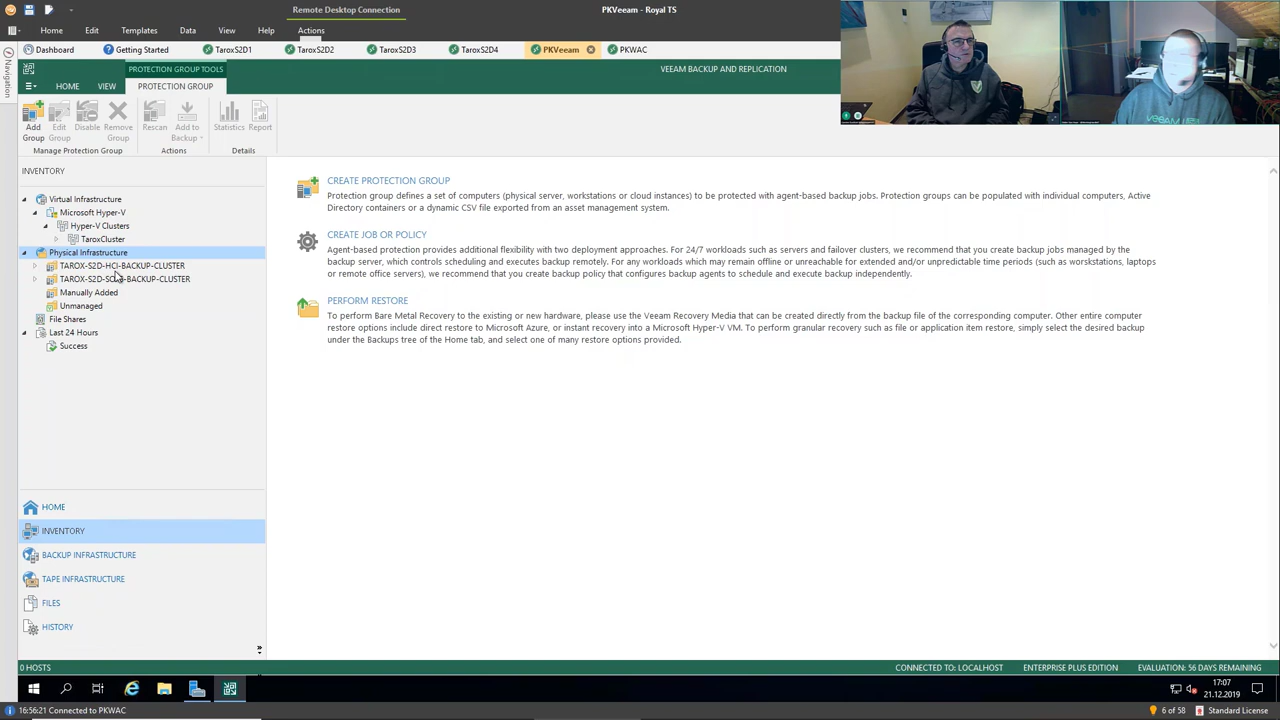 Remote Desktop Connection
PKVeeam - Royal TS
Home Edit Templates Data View Help Actions
Dashboard Getting Started TaroxS2D1 TaroxS2D2 TaroxS2D3 TaroxS2D4 PKVeeam PKWAC
Navigation
PROTECTION GROUP TOOLS
VEEAM BACKUP AND REPLICATION
HOME VIEW PROTECTION GROUP
Add Group
Edit Group
Disable
Remove Group
Rescan
Add to Backup
Statistics
Report
Manage Protection Group Actions Details
INVENTORY
Virtual Infrastructure
Microsoft Hyper-V
Hyper-V Clusters
TaroxCluster
Physical Infrastructure
TAROX-S2D-HCI-BACKUP-CLUSTER
Manually Added
Unmanaged
File Shares
Last 24 Hours
Success
CREATE PROTECTION GROUP
Protection group defines a set of computers (physical server, workstations or cloud instances) to be protected with agent-based backup jobs. Protection groups can be populated with individual computers, Active
Directory containers or a dynamic CSV file exported from an asset management system.
CREATE JOB OR POLICY
Agent-based protection provides additional flexibility with two deployment approaches. For 24/7 workloads such as servers and failover clusters, we recommend that you create backup jobs managed by the
backup server, which controls scheduling and executes backup remotely. For any workloads which may remain offline or unreachable for extended and/or unpredictable time periods (such as worskstations, laptops
or remote office servers), we recommend that you create backup policy that configures backup agents to schedule and execute backup independently.
PERFORM RESTORE
To perform Bare Metal Recovery to the existing or new hardware, please use the Veeam Recovery Media that can be created directly from the backup file of the corresponding computer. Other entire computer
restore options include direct restore to Microsoft Azure, or instant recovery into a Microsoft Hyper-V VM. To perform granular recovery such as file or application item restore, simply select the desired backup
under the Backups tree of the Home tab, and select one of many restore options provided.
HOME
INVENTORY
BACKUP INFRASTRUCTURE
TAPE INFRASTRUCTURE
FILES
HISTORY
0 HOSTS
CONNECTED TO: LOCALHOST ENTERPRISE PLUS EDITION EVALUATION: 56 DAYS REMAINING
17:07
21.12.2019
16:56:21 Connected to PKWAC
6 of 58 Standard License